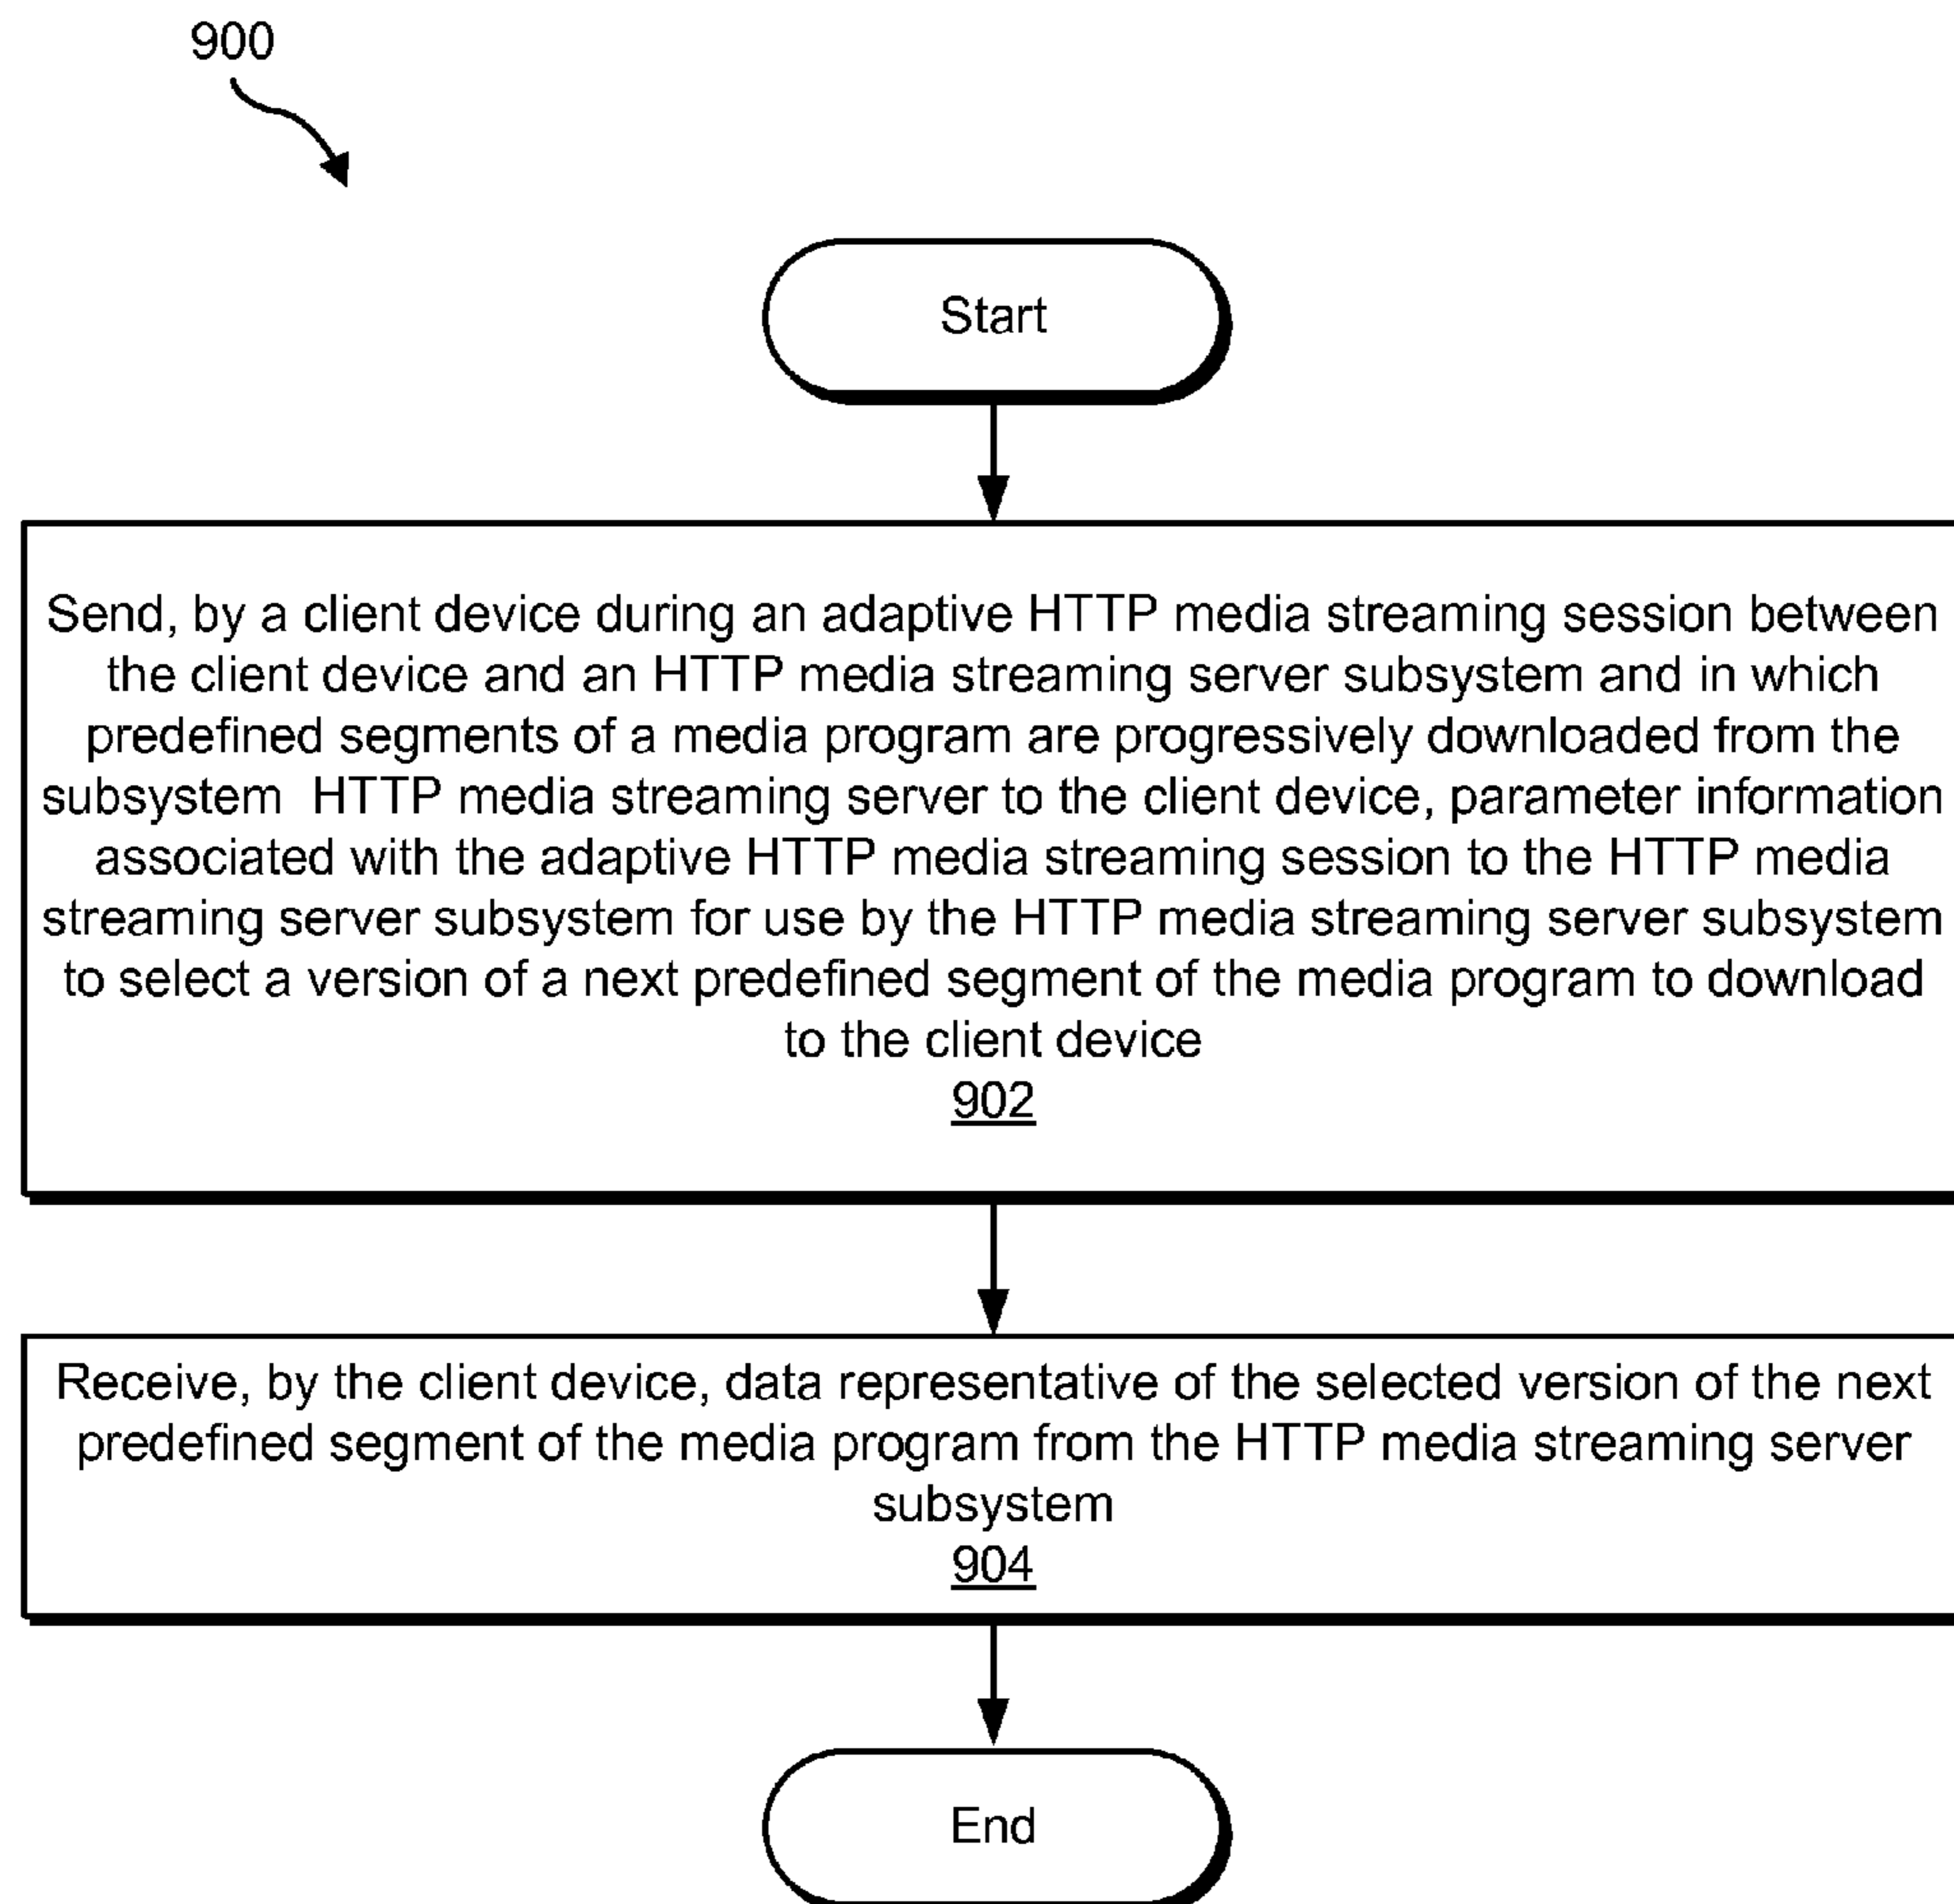 900
Start
Send, by a client device during an adaptive HTTP media streaming session between
the client device and an HTTP media streaming server subsystem and in which
predefined segments of a media program are progressively downloaded from the
subsystem HTTP media streaming server to the client device, parameter information
associated with the adaptive HTTP media streaming session to the HTTP media
streaming server subsystem for use by the HTTP media streaming server subsystem
to select a version of a next predefined segment of the media program to download
to the client device
902
Receive, by the client device, data representative of the selected version of the next
predefined segment of the media program from the HTTP media streaming server
subsystem
904
End